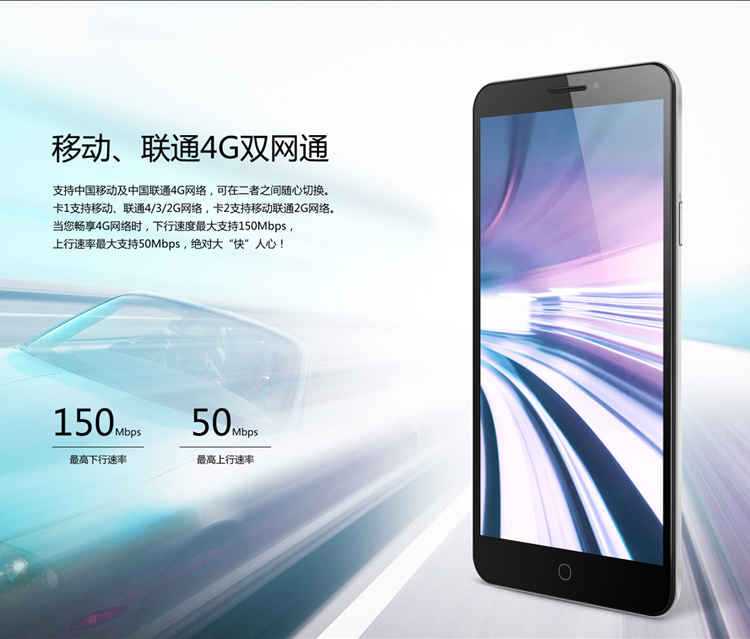 移动、联通4G双网通
支持中国移动及中国联通4G网络，可在二者之间随心切换。
卡1支持移动、联通4/3/2G网络，卡2支持移动联通2G网络。
当您畅享4G网络时，下行速度最大支持150Mbps，
上行速率最大支持50Mbps，绝对大“快”人心！
150Mbps
最高下行速率
50Mbps
最高上行速率